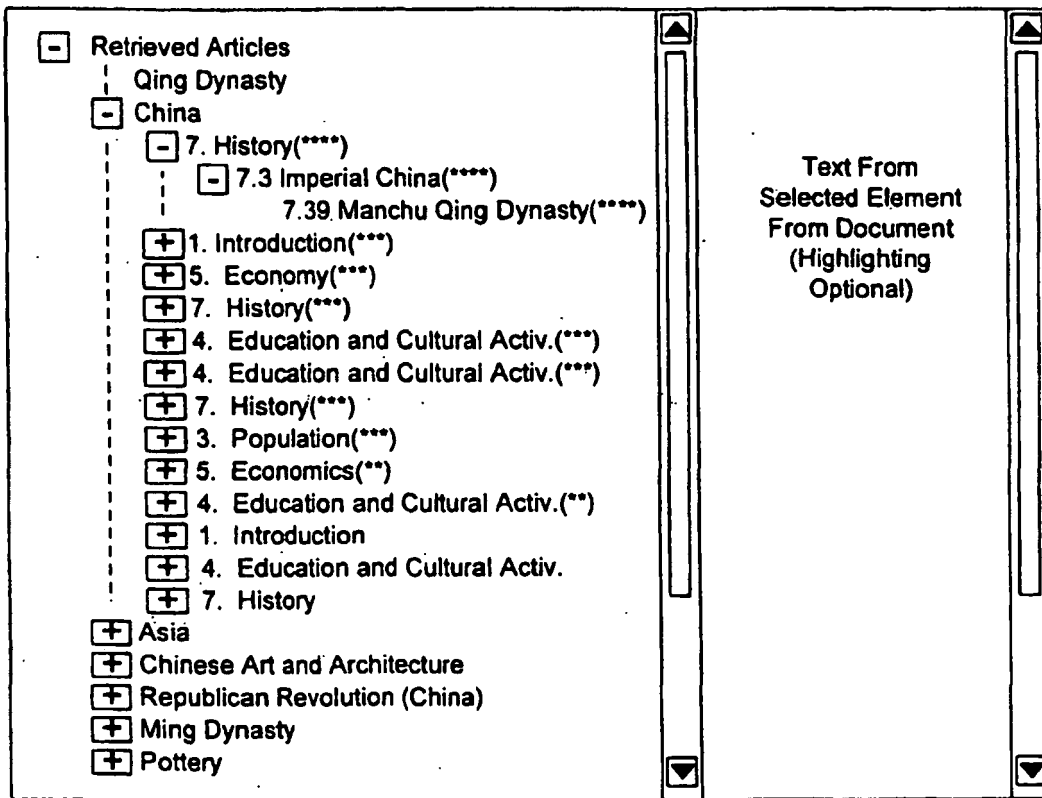 Retrieved Articles
Qing Dynasty
China
7. History(****)
7.3 Imperial China(****)
7.39 Manchu Qing Dynasty(****)
1. Introduction(***)
5. Economy(***)
7. History(***)
4. Education and Cultural Activ.(***)
4. Education and Cultural Activ.(***)
7. History(***)
3. Population(***)
5. Economics(**)
4. Education and Cultural Activ.(**)
1. Introduction
4. Education and Cultural Activ.
7. History
Asia
Chinese Art and Architecture
Republican Revolution (China)
Ming Dynasty
Pottery
Text From
Selected Element
From Document
(Highlighting
Optional)